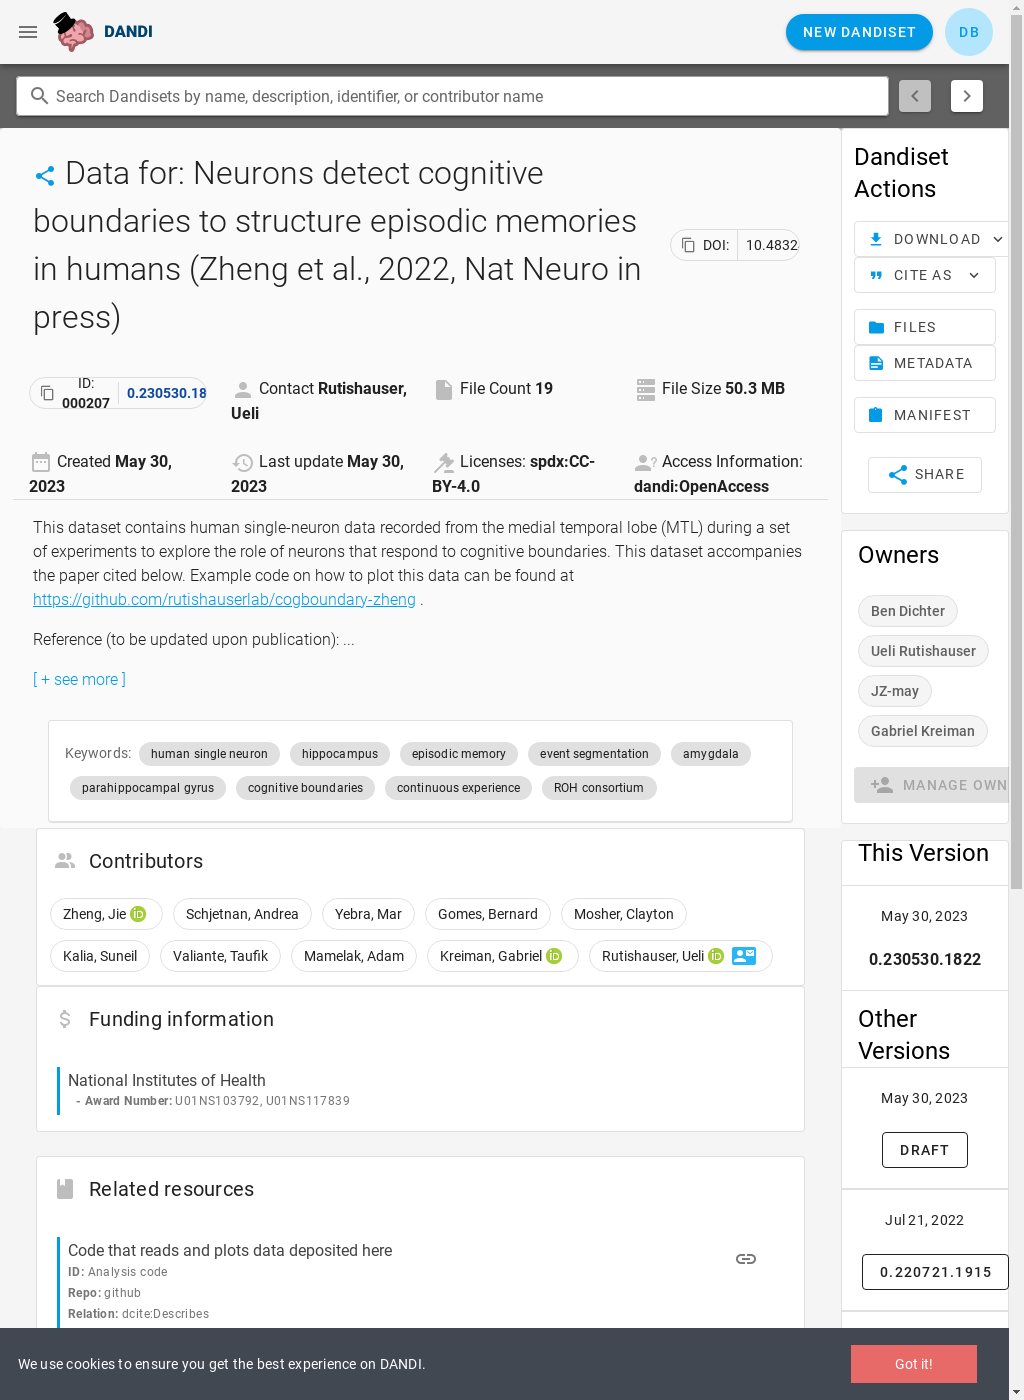 DANDI
NEW DANDISET
DB
Search Dandisets by name, description, identifier, or contributor name
Data for: Neurons detect cognitive
boundaries to structure episodic memories
in humans (Zheng et al., 2022, Nat Neuro in
press)
DOI: 10.4832
ID:
000207
0.230530.18
Contact Rutishauser,
Ueli
File Count 19
File Size 50.3 MB
Created May 30,
2023
Last update May 30,
2023
Licenses: spdx:CC-
BY-4.0
Access Information:
dandi:OpenAccess
This dataset contains human single-neuron data recorded from the medial temporal lobe (MTL) during a set
of experiments to explore the role of neurons that respond to cognitive boundaries. This dataset accompanies
the paper cited below. Example code on how to plot this data can be found at
https://github.com/rutishauserlab/cogboundary-zheng .
Reference (to be updated upon publication): ...
[ + see more ]
Keywords: human single neuron hippocampus episodic memory event segmentation amygdala
parahippocampal gyrus cognitive boundaries continuous experience ROH consortium
Contributors
Zheng, Jie iD Schjetnan, Andrea Yebra, Mar Gomes, Bernard Mosher, Clayton
Kalia, Suneil Valiante, Taufik Mamelak, Adam Kreiman, Gabriel iD Rutishauser, Ueli iD
Funding information
National Institutes of Health
- Award Number: U01NS103792, U01NS117839
Related resources
Code that reads and plots data deposited here
ID: Analysis code
Repo: github
Relation: dcite:Describes
Dandiset
Actions
DOWNLOAD
CITE AS
FILES
METADATA
MANIFEST
SHARE
Owners
Ben Dichter
Ueli Rutishauser
JZ-may
Gabriel Kreiman
MANAGE OWN
This Version
May 30, 2023
0.230530.1822
Other
Versions
May 30, 2023
DRAFT
Jul 21, 2022
0.220721.1915
We use cookies to ensure you get the best experience on DANDI.
Got it!